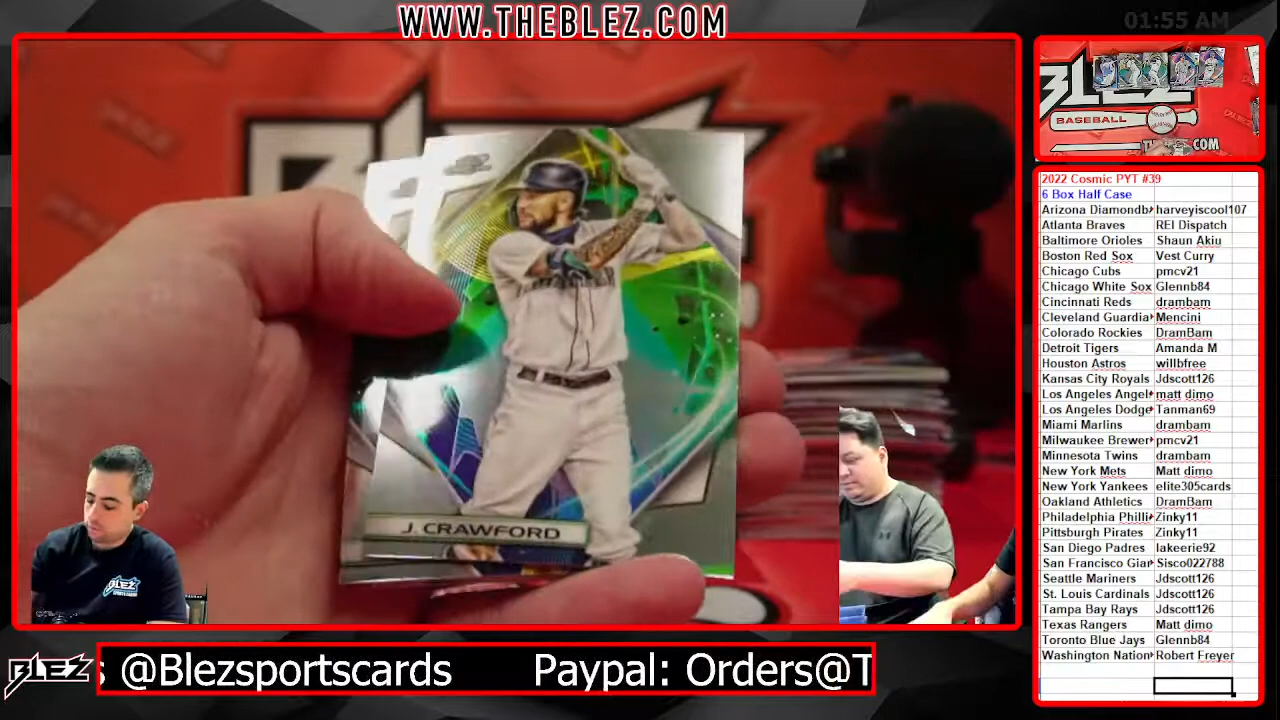 WWW.THEBLEZ.COM
01:55 AM
BLEZ
BASEBALL
.COM
J. CRAWFORD
BLEZ
2022 Cosmic PYT #39
6 Box Half Case
Arizona Diamondb harveyiscool107
Atlanta Braves REI Dispatch
Baltimore Orioles Shaun Akiu
Boston Red Sox Vest Curry
Chicago Cubs pmcv21
Chicago White Sox Glennb84
Cincinnati Reds drambam
Cleveland Guardia Mencini
Colorado Rockies DramBam
Detroit Tigers Amanda M
Houston Astros willbfree
Kansas City Royals Jdscott126
Los Angeles Angel matt dimo
Los Angeles Dodge Tanman69
Miami Marlins drambam
Milwaukee Brewer pmcv21
Minnesota Twins drambam
New York Mets Matt dimo
New York Yankees elite305cards
Oakland Athletics DramBam
Philadelphia Philli Zinky11
Pittsburgh Pirates Zinky11
San Diego Padres lakeerie92
San Francisco Gian Sisco022788
Seattle Mariners Jdscott126
St. Louis Cardinals Jdscott126
Tampa Bay Rays Jdscott126
Texas Rangers Matt dimo
Toronto Blue Jays Glennb84
Washington Nation Robert Freyer
BLEZ
s @Blezsportscards Paypal: Orders@T